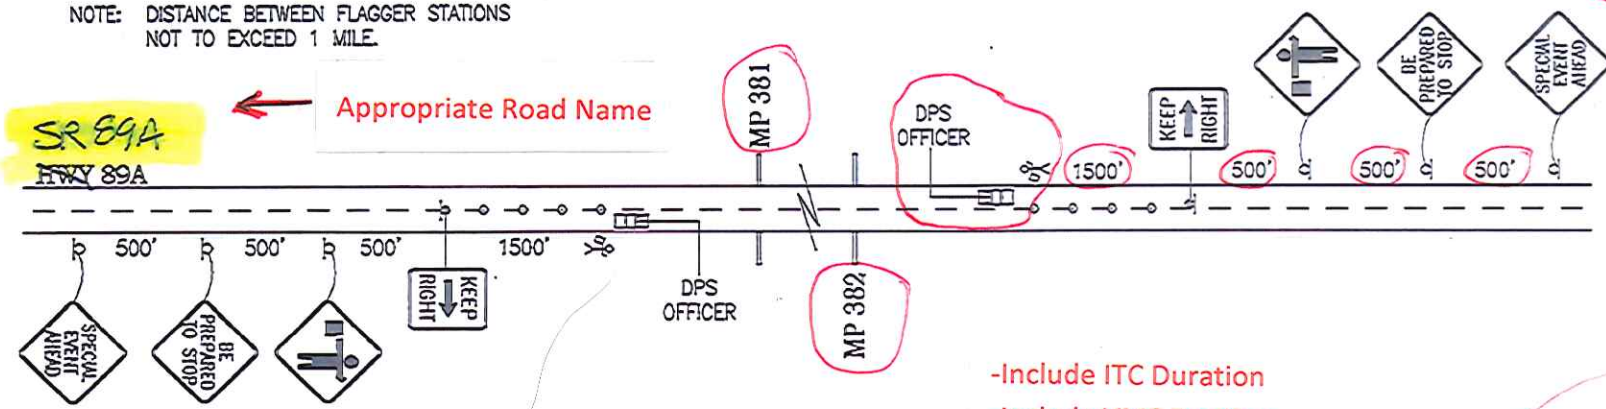 NOTE: DISTANCE BETWEEN FLAGGER STATIONS
NOT TO EXCEED 1 MILE.
Appropriate Road Name
SR 89A
HWY 89A
MP 381
DPS
OFFICER
1500'
KEEP
RIGHT
500'
500'
BE
PREPARED
TO STOP
500'
SPECIAL
EVENT
AHEAD
500'
500'
500'
1500'
SPECIAL
EVENT
AHEAD
BE
PREPARED
TO STOP
KEEP
RIGHT
DPS
OFFICER
MP 382
-Include ITC Duration